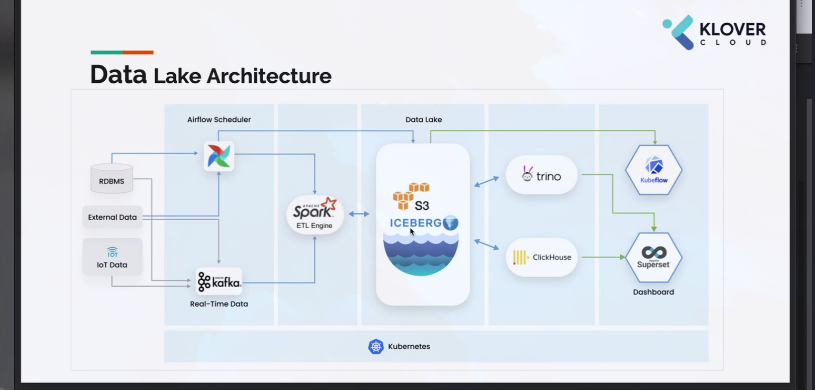 KLOVER
CLOUD
Data Lake Architecture
Airflow Scheduler
Data Lake
RDBMS
External Data
IoT
IoT Data
APACHE
Spark
ETL Engine
kafka.
Real-Time Data
S3
ICEBERG
trino
ClickHouse
Kubeflow
Superset
Dashboard
Kubernetes